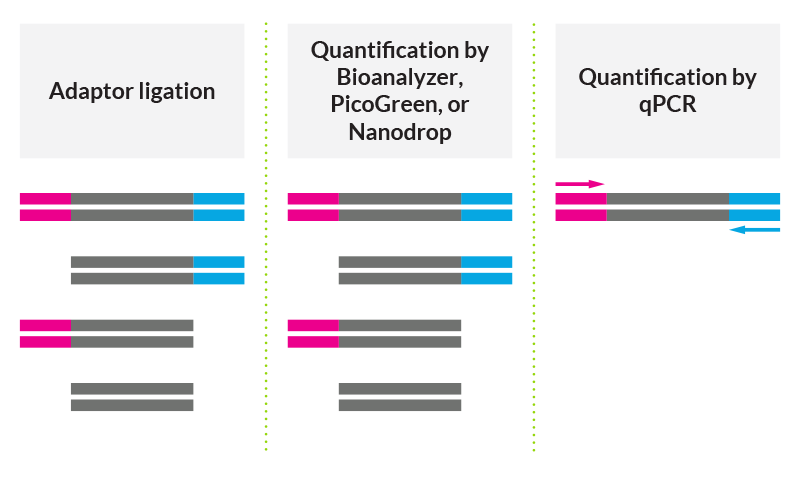 Adaptor ligation
Quantification by
Bioanalyzer,
PicoGreen, or
Nanodrop
Quantification by
qPCR